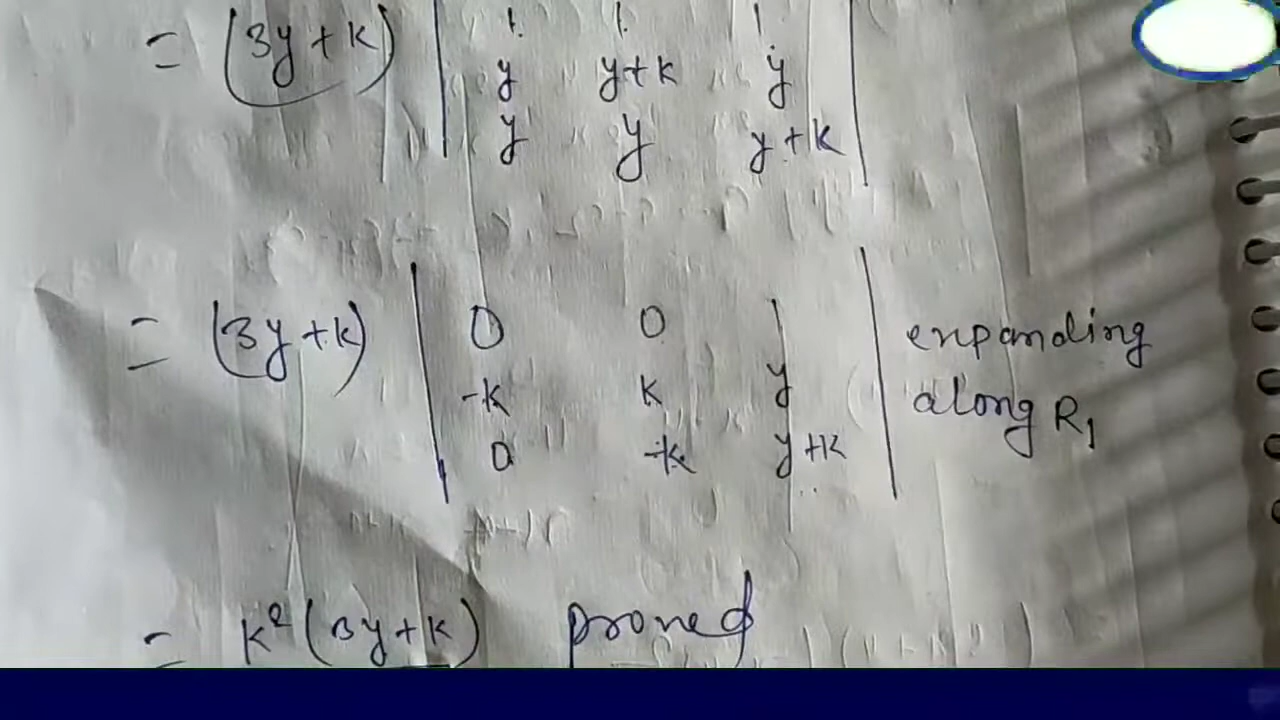 = (3y+k) | 1 1 1
y y+k y
y y y+k |
= (3y+k) | 0 0 1
-k k y
0 -k y+k | expanding
along R₁
= k²(3y+k) proved